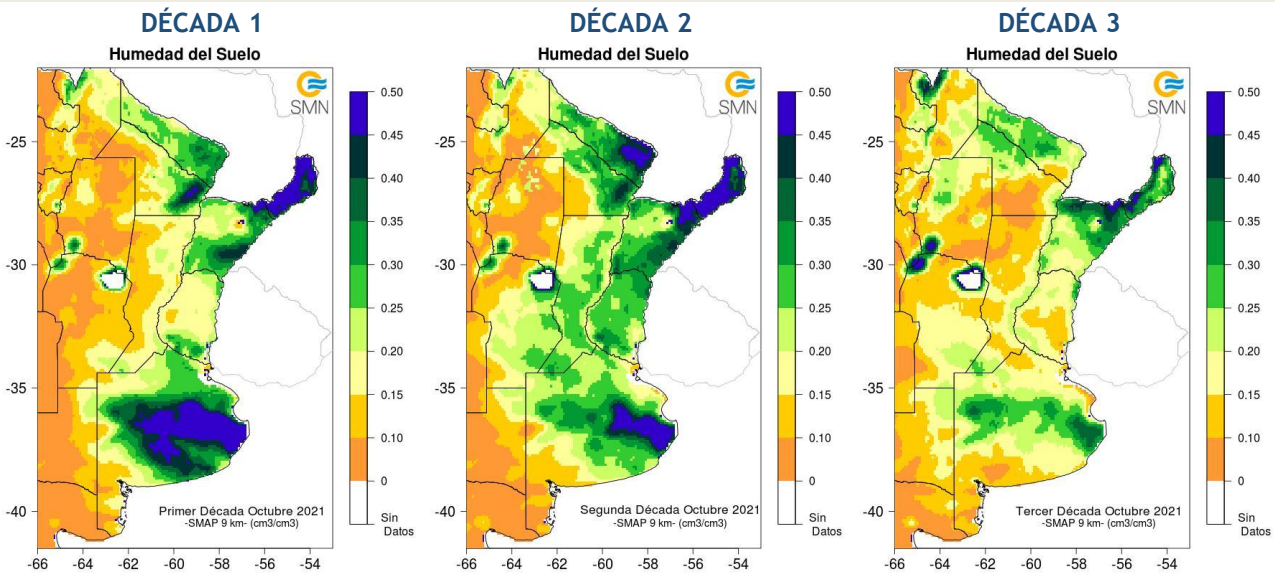 DÉCADA 1
Humedad del Suelo
SMN
0.50
0.45
0.40
0.35
0.30
0.25
0.20
0.15
0.10
0
Sin
Datos
-25
-30
-35
-40
Primer Década Octubre 2021
-SMAP 9 km- (cm3/cm3)
-66 -64 -62 -60 -58 -56 -54
DÉCADA 2
Humedad del Suelo
SMN
0.50
0.45
0.40
0.35
0.30
0.25
0.20
0.15
0.10
0
Sin
Datos
-25
-30
-35
-40
Segunda Década Octubre 2021
-SMAP 9 km- (cm3/cm3)
-66 -64 -62 -60 -58 -56 -54
DÉCADA 3
Humedad del Suelo
SMN
0.50
0.45
0.40
0.35
0.30
0.25
0.20
0.15
0.10
0
Sin
Datos
-25
-30
-35
-40
Tercer Década Octubre 2021
-SMAP 9 km- (cm3/cm3)
-66 -64 -62 -60 -58 -56 -54